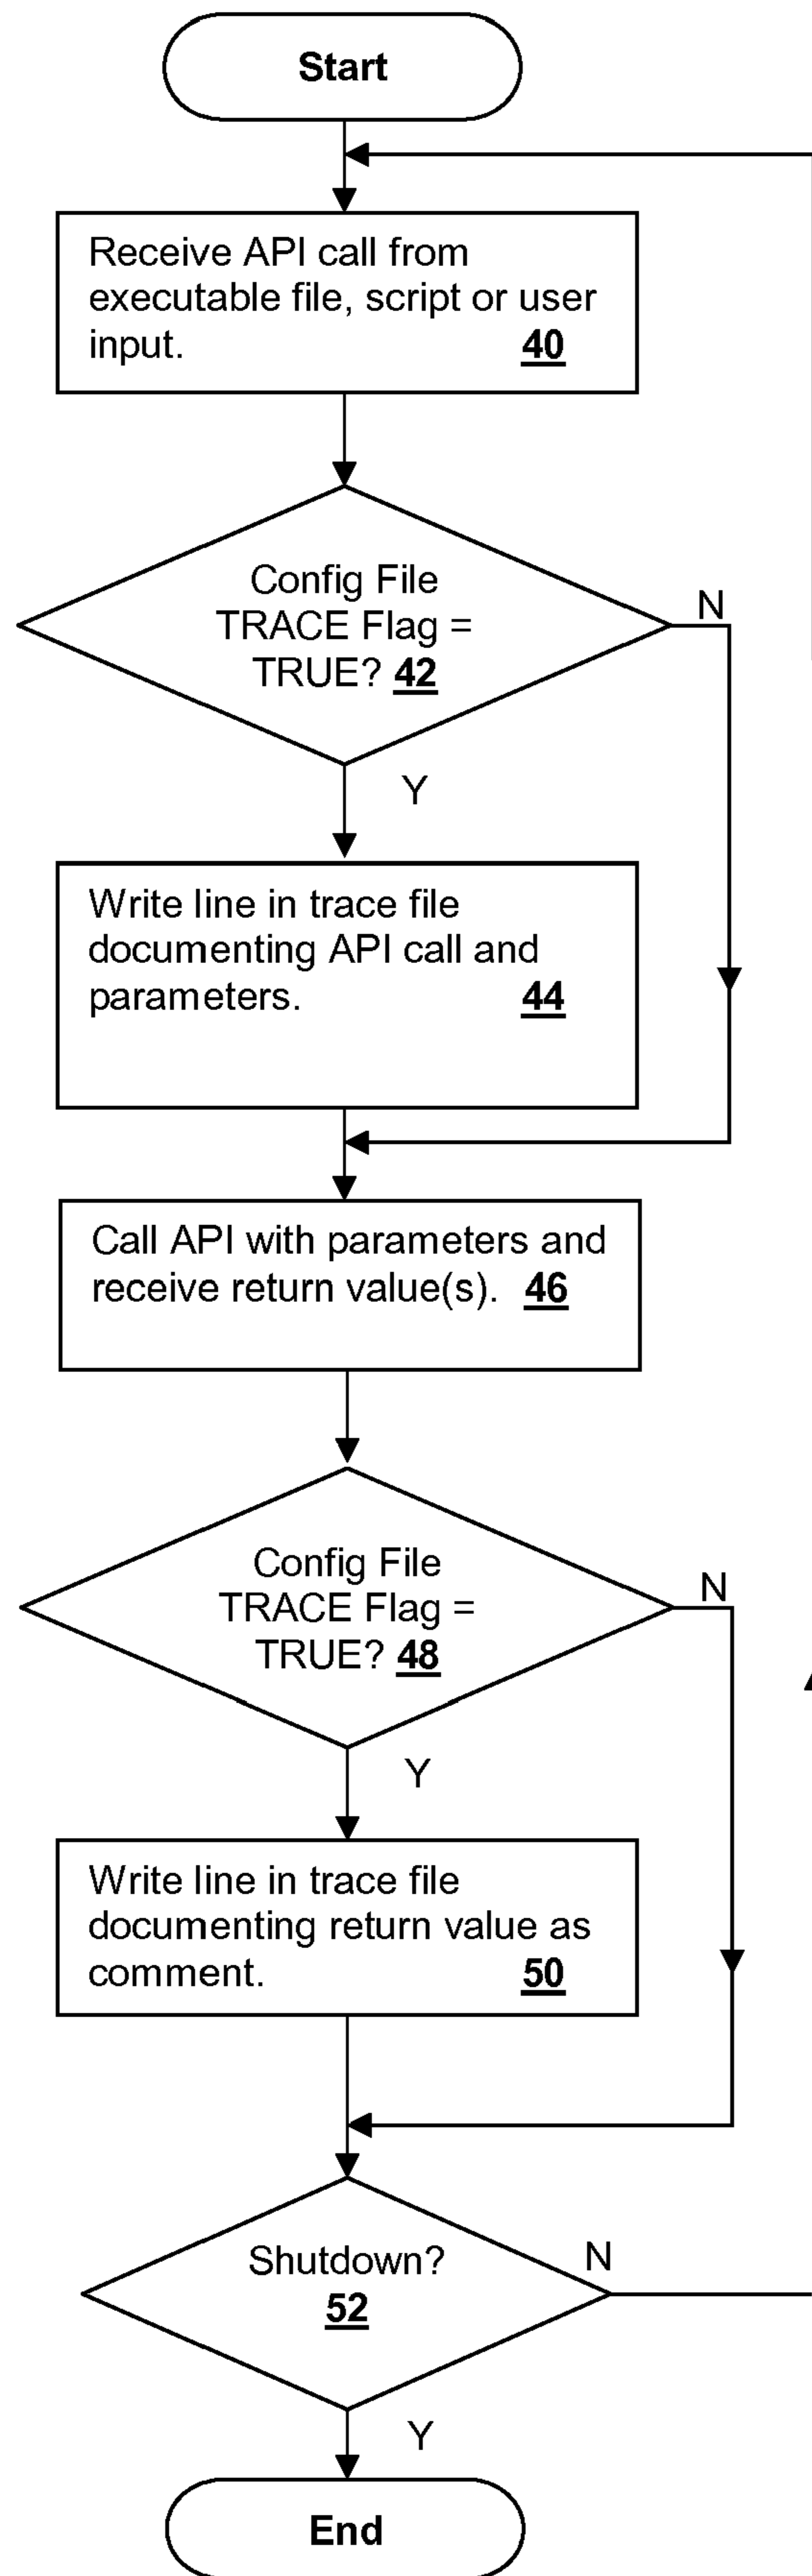 Start
Receive API call from
executable file, script or user
input. 40
Config File
TRACE Flag =
TRUE? 42
N
Y
Write line in trace file
documenting API call and
parameters. 44
Call API with parameters and
receive return value(s). 46
Config File
TRACE Flag =
TRUE? 48
N
Y
Write line in trace file
documenting return value as
comment. 50
Shutdown?
52
N
Y
End